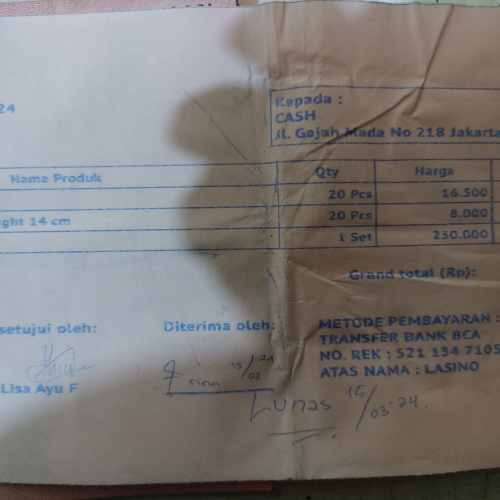 24
Kepada :
CASH
Jl. Gajah Mada No 218 Jakarta
Nama Produk Qty Harga
20 Pcs 16.500
ight 14 cm 20 Pcs 8.000
1 Set 230.000
Grand total (Rp):
setujui oleh: Diterima oleh:
METODE PEMBAYARAN :
TRANSFER BANK BCA
NO. REK : 521 134 7105
ATAS NAMA : LASINO
15/03 24
Lisa Ayu F
Lunas 15/03'24.